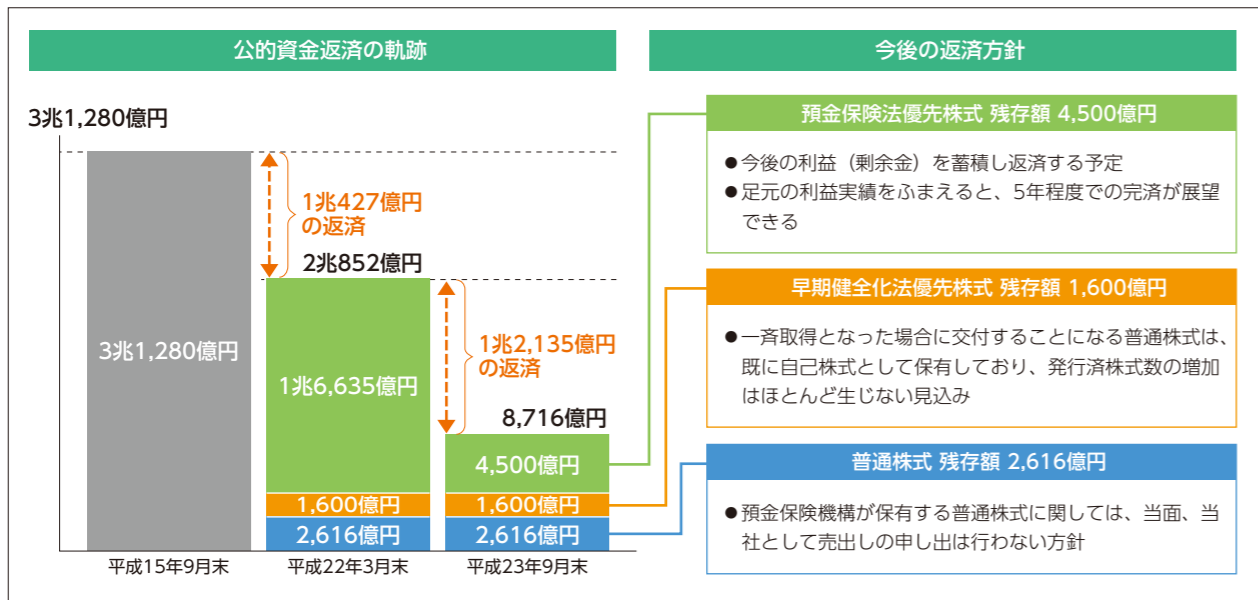 公的資金返済の軌跡
3兆1,280億円
1兆427億円
の返済
2兆852億円
1兆2,135億円
の返済
8,716億円
3兆1,280億円
1兆6,635億円
4,500億円
1,600億円
1,600億円
2,616億円
2,616億円
平成15年9月末
平成22年3月末
平成23年9月末
今後の返済方針
預金保険法優先株式 残存額 4,500億円
●今後の利益（剰余金）を蓄積し返済する予定
●足元の利益実績をふまえると、5年程度での完済が展望
できる
早期健全化法優先株式 残存額 1,600億円
●一斉取得となった場合に交付することになる普通株式は、
既に自己株式として保有しており、発行済株式数の増加
はほとんど生じない見込み
普通株式 残存額 2,616億円
●預金保険機構が保有する普通株式に関しては、当面、当
社として売出しの申し出は行わない方針